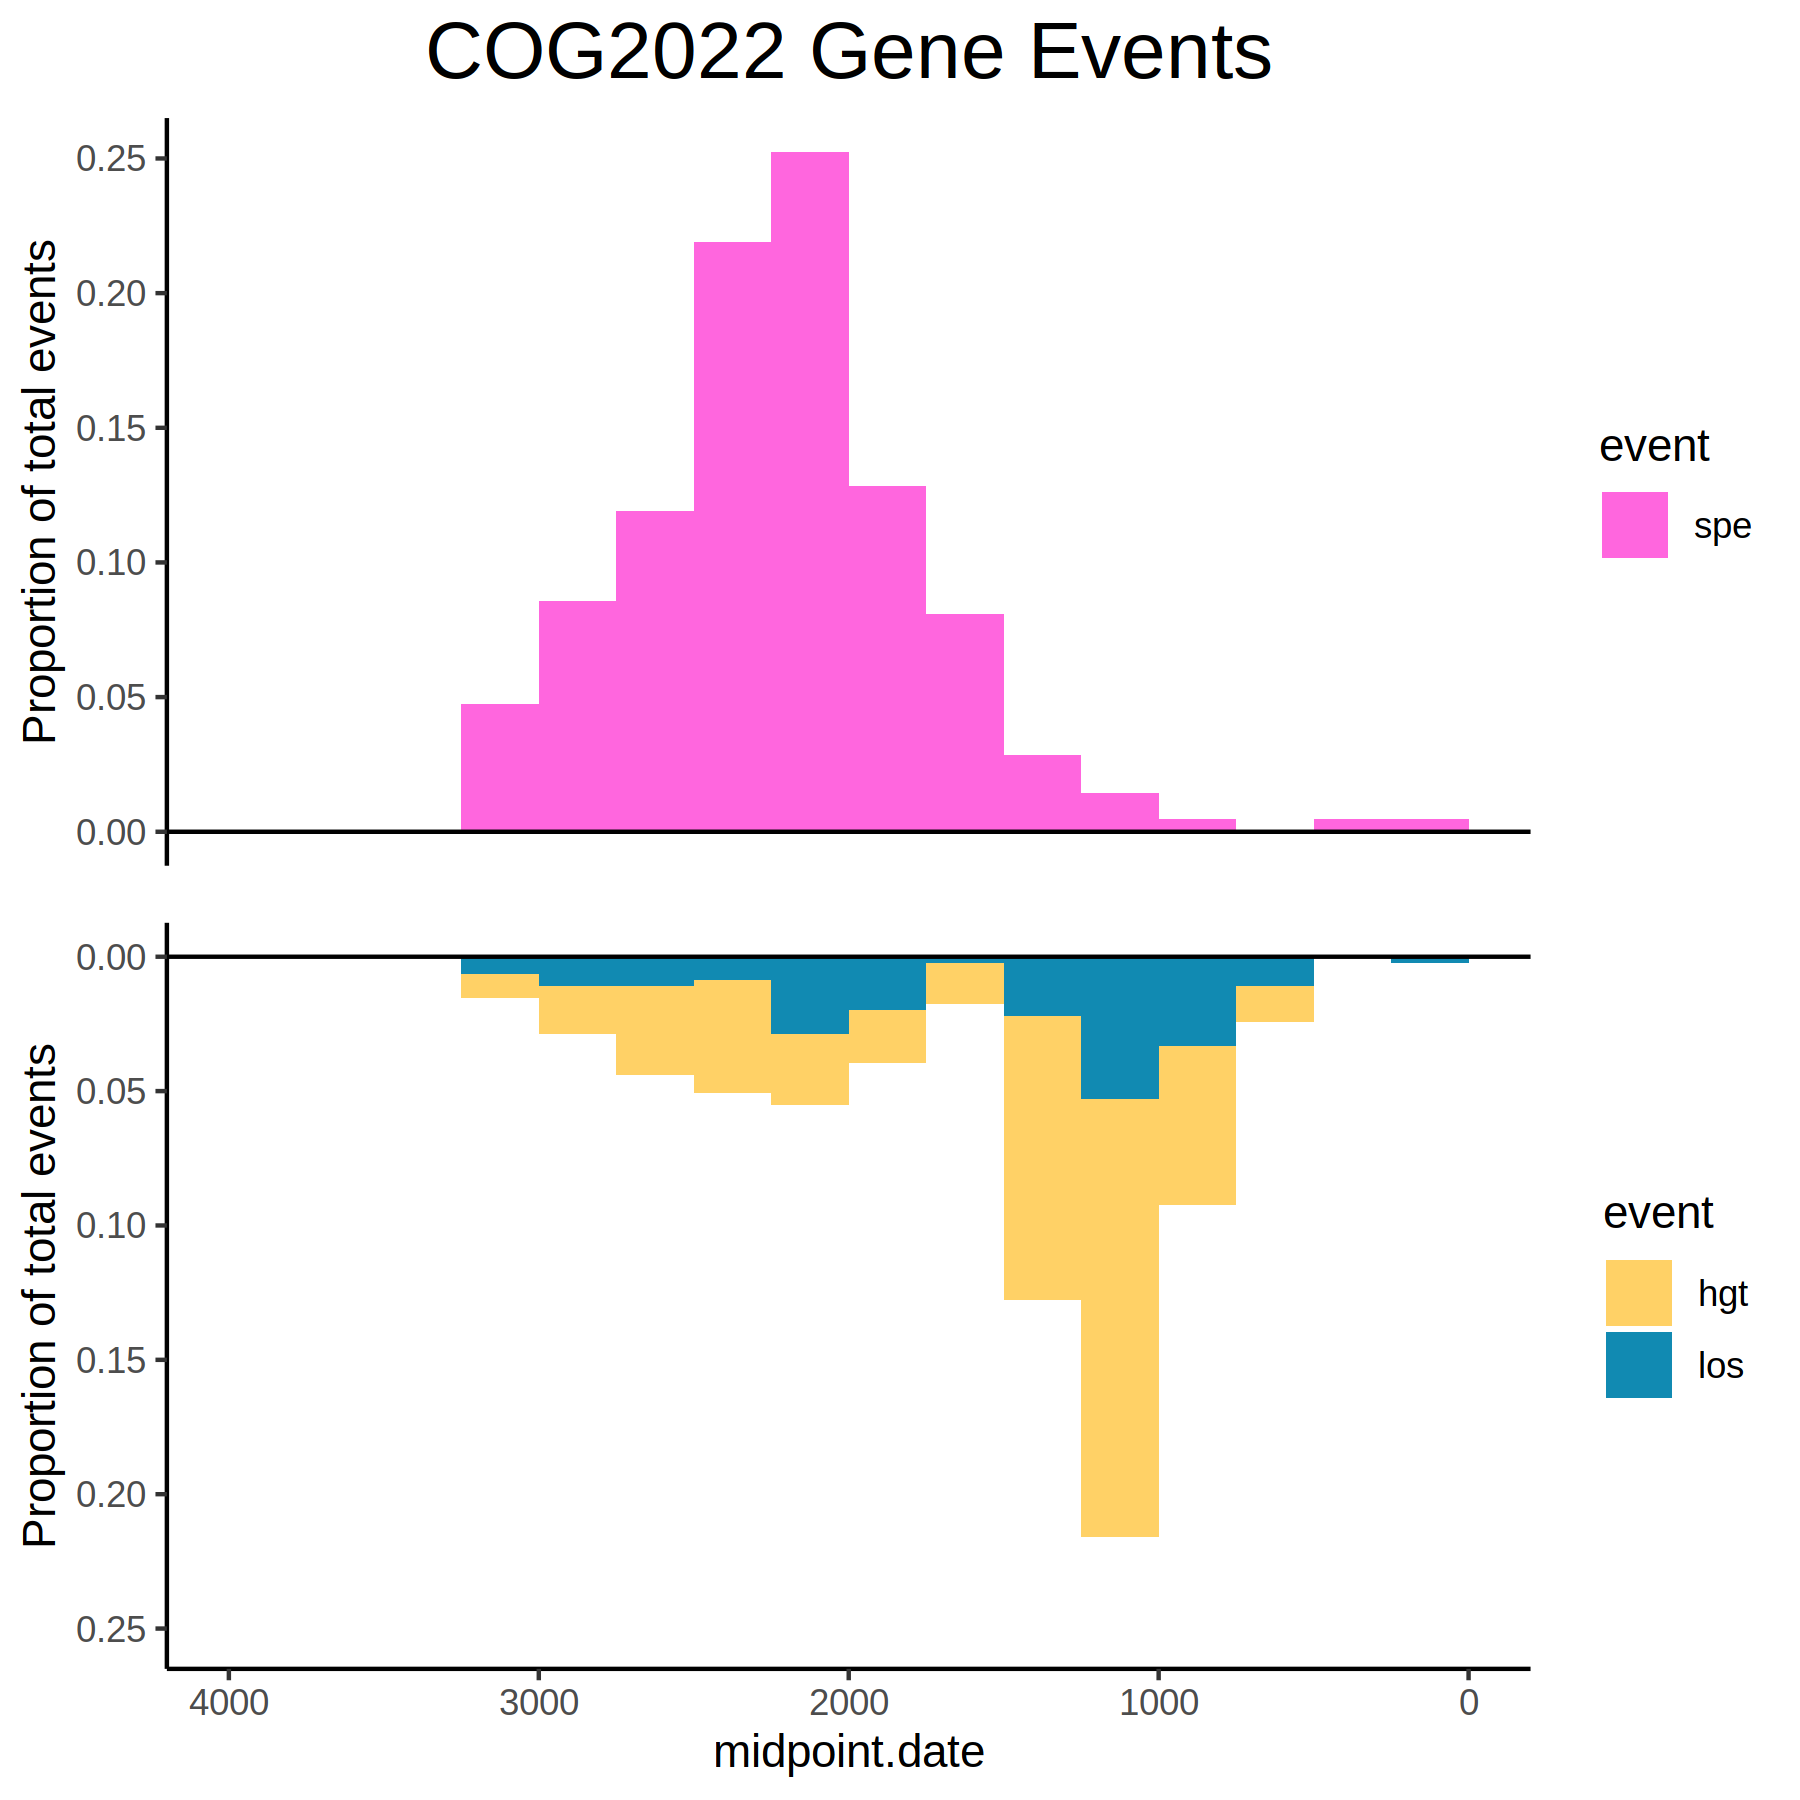 COG2022 Gene Events
Proportion of total events
0.25
0.20
0.15
0.10
0.05
0.00
event
spe
Proportion of total events
0.00
0.05
0.10
0.15
0.20
0.25
event
hgt
los
4000 3000 2000 1000 0
midpoint.date